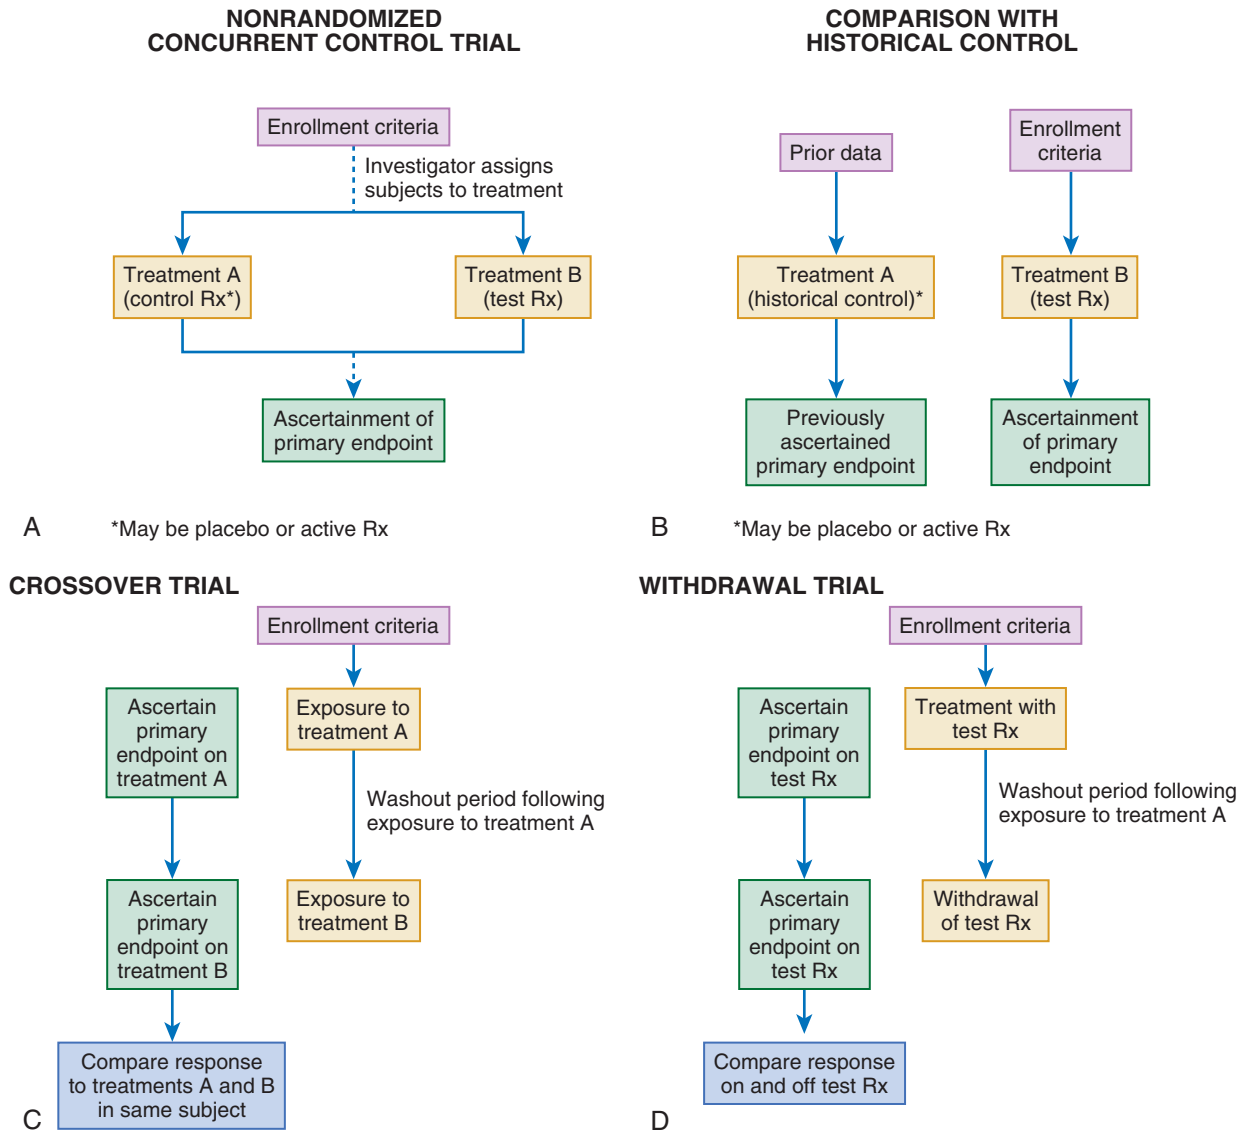 NONRANDOMIZED
CONCURRENT CONTROL TRIAL
Enrollment criteria
Investigator assigns
subjects to treatment
Treatment A
(control Rx*)
Treatment B
(test Rx)
Ascertainment of
primary endpoint
A
*May be placebo or active Rx
COMPARISON WITH
HISTORICAL CONTROL
Prior data
Enrollment
criteria
Treatment A
(historical control)*
Treatment B
(test Rx)
Previously
ascertained
primary endpoint
Ascertainment
of primary
endpoint
B
*May be placebo or active Rx
CROSSOVER TRIAL
Enrollment criteria
Ascertain
primary
endpoint on
treatment A
Exposure to
treatment A
Washout period following
exposure to treatment A
Ascertain
primary
endpoint on
treatment B
Exposure to
treatment B
Compare response
to treatments A and B
in same subject
C
WITHDRAWAL TRIAL
Enrollment criteria
Ascertain
primary
endpoint on
test Rx
Treatment with
test Rx
Washout period following
exposure to treatment A
Ascertain
primary
endpoint on
test Rx
Withdrawal
of test Rx
Compare response
on and off test Rx
D